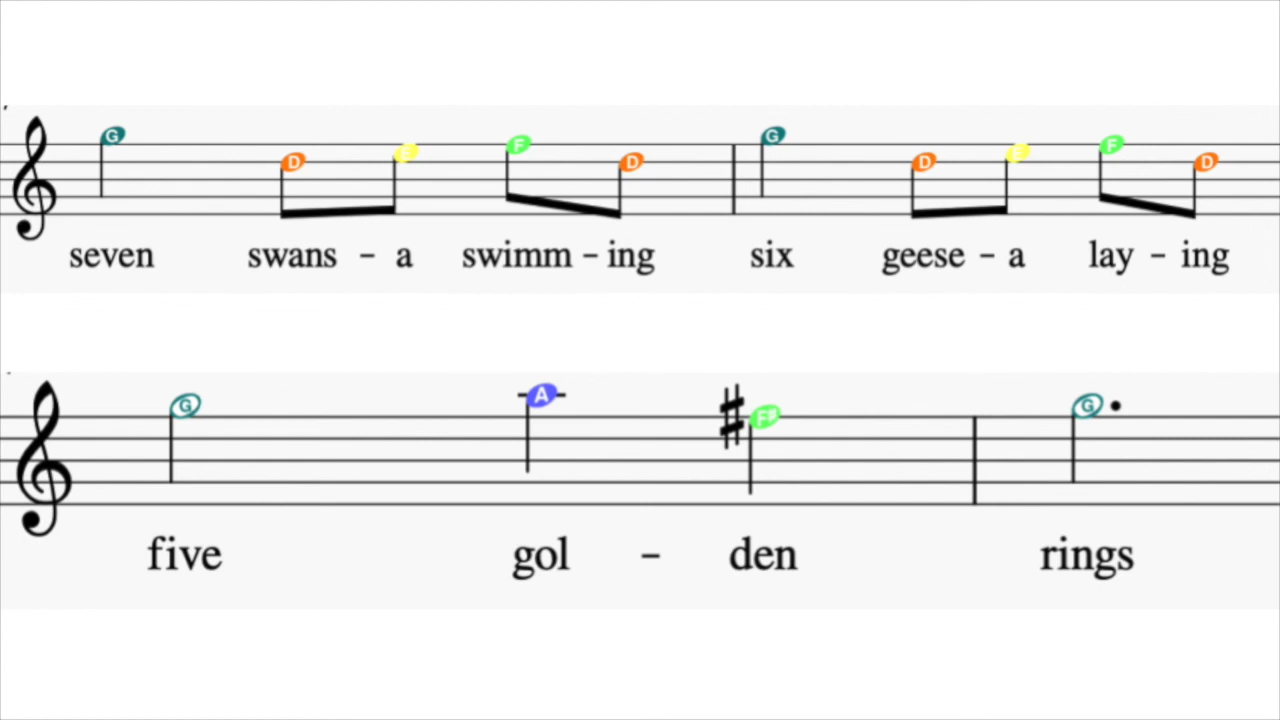 G D E F D G D E F D
seven swans - a swimm - ing six geese - a lay - ing
G A F# G
five gol - den rings